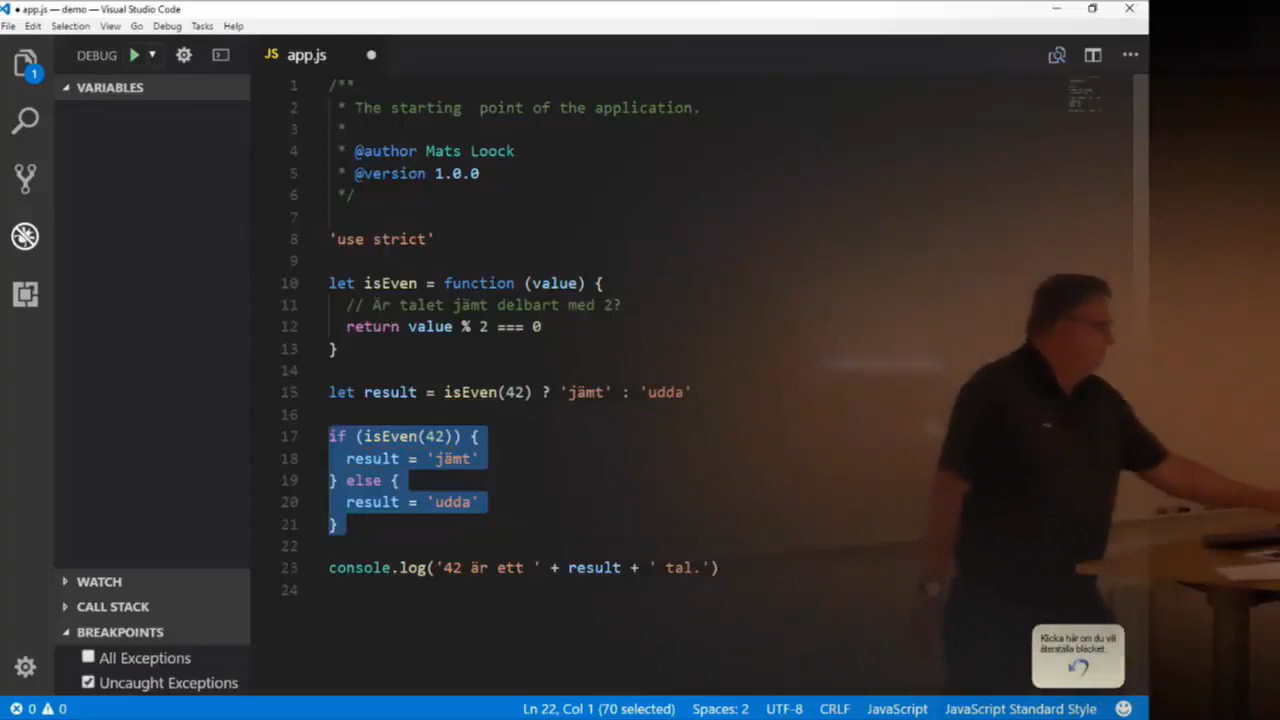 ● app.js — demo — Visual Studio Code
File Edit Selection View Go Debug Tasks Help
DEBUG
JS app.js ●
1
VARIABLES
1 /**
2 * The starting  point of the application.
3 *
4 * @author Mats Loock
5 * @version 1.0.0
6 */
7
8 'use strict'
9
10 let isEven = function (value) {
11 // Är talet jämt delbart med 2?
12 return value % 2 === 0
13 }
14
15 let result = isEven(42) ? 'jämt' : 'udda'
16
17 if (isEven(42)) {
18 result = 'jämt'
19 } else {
20 result = 'udda'
21 }
22
23 console.log('42 är ett ' + result + ' tal.')
24
WATCH
CALL STACK
BREAKPOINTS
All Exceptions
Uncaught Exceptions
Klicka här om du vill
återställa bläcket.
0 0 Ln 22, Col 1 (70 selected) Spaces: 2 UTF-8 CRLF JavaScript JavaScript Standard Style